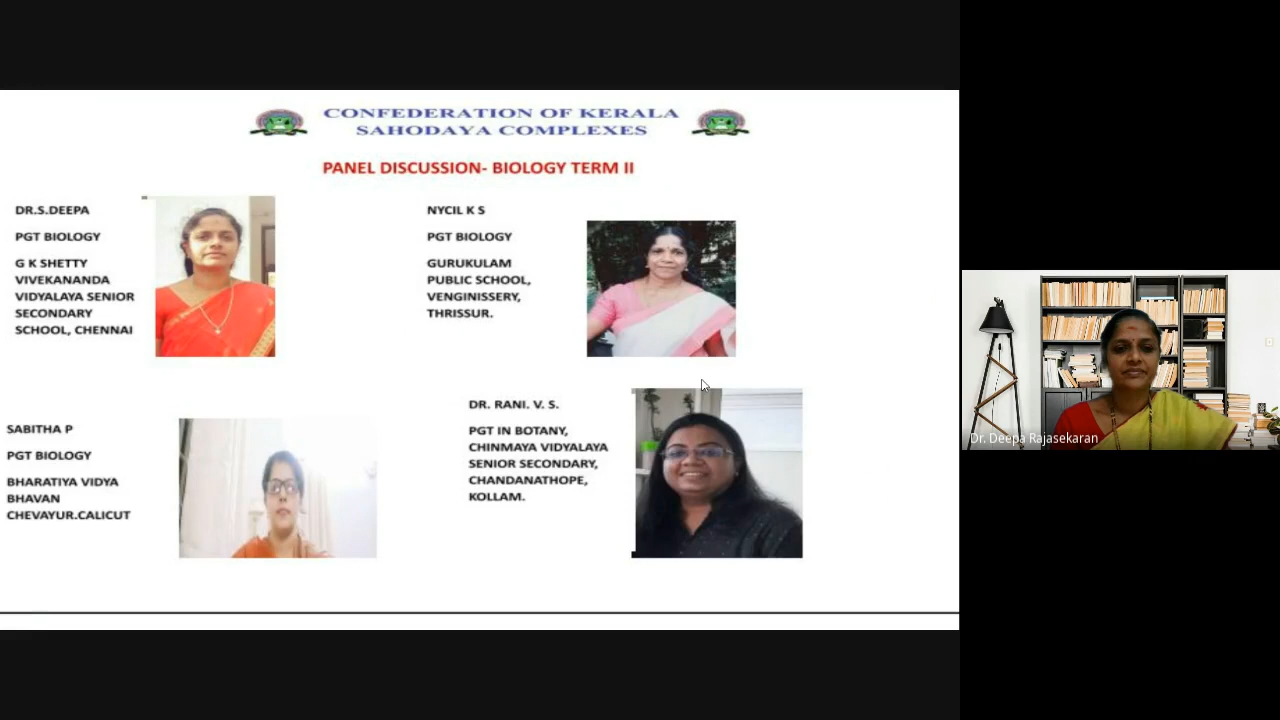 CONFEDERATION OF KERALA
SAHODAYA COMPLEXES
PANEL DISCUSSION- BIOLOGY TERM II
DR.S.DEEPA
PGT BIOLOGY
G K SHETTY
VIVEKANANDA
VIDYALAYA SENIOR
SECONDARY
SCHOOL, CHENNAI
NYCIL K S
PGT BIOLOGY
GURUKULAM
PUBLIC SCHOOL,
VENGINISSERY,
THRISSUR.
SABITHA P
PGT BIOLOGY
BHARATIYA VIDYA
BHAVAN
CHEVAYUR.CALICUT
DR. RANI. V. S.
PGT IN BOTANY,
CHINMAYA VIDYALAYA
SENIOR SECONDARY,
CHANDANATHOPE,
KOLLAM.
Dr. Deepa Rajasekaran